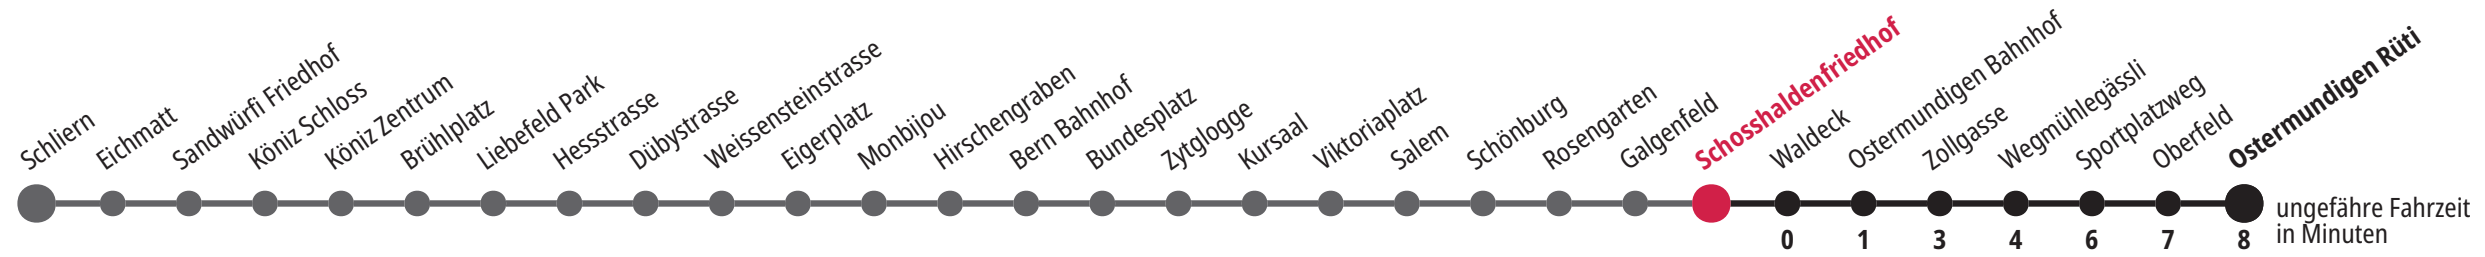 Schliern
Eichmatt
Sandwürfi Friedhof
Köniz Schloss
Köniz Zentrum
Brühlplatz
Liebefeld Park
Hessstrasse
Dübystrasse
Weissensteinstrasse
Eigerplatz
Monbijou
Hirschengraben
Bern Bahnhof
Bundesplatz
Zytglogge
Kursaal
Viktoriaplatz
Salem
Schönburg
Rosengarten
Galgenfeld
Schosshaldenfriedhof
Waldeck
Ostermundigen Bahnhof
Zollgasse
Wegmühlegässli
Sportplatzweg
Oberfeld
Ostermundigen Rüti
0 1 3 4 6 7 8
ungefähre Fahrzeit
in Minuten